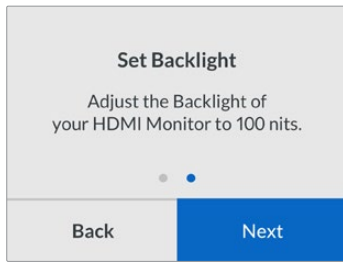 Set Backlight
Adjust the Backlight of
your HDMI Monitor to 100 nits.
Back
Next